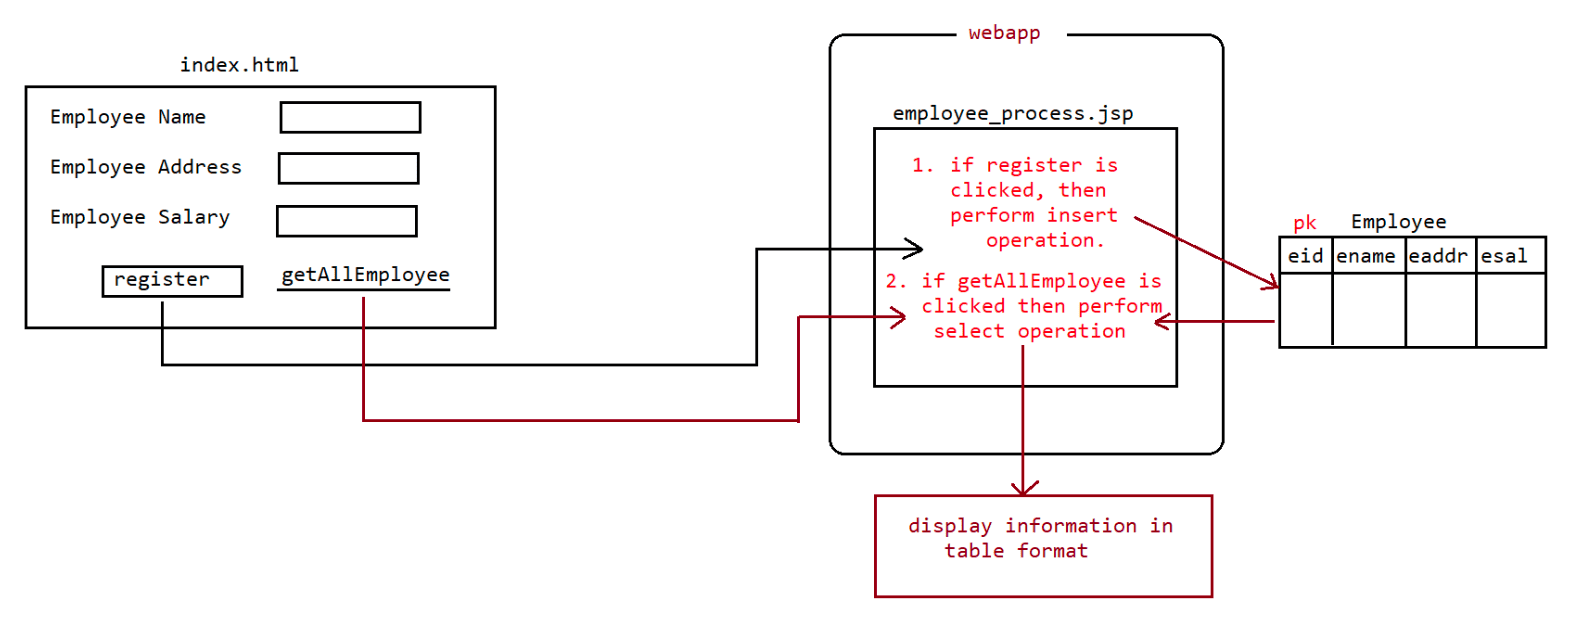 index.html
Employee Name
Employee Address
Employee Salary
register
getAllEmployee
webapp
employee_process.jsp
1. if register is
clicked, then
perform insert
operation.
2. if getAllEmployee is
clicked then perform
select operation
pk
Employee
eid ename eaddr esal
display information in
table format